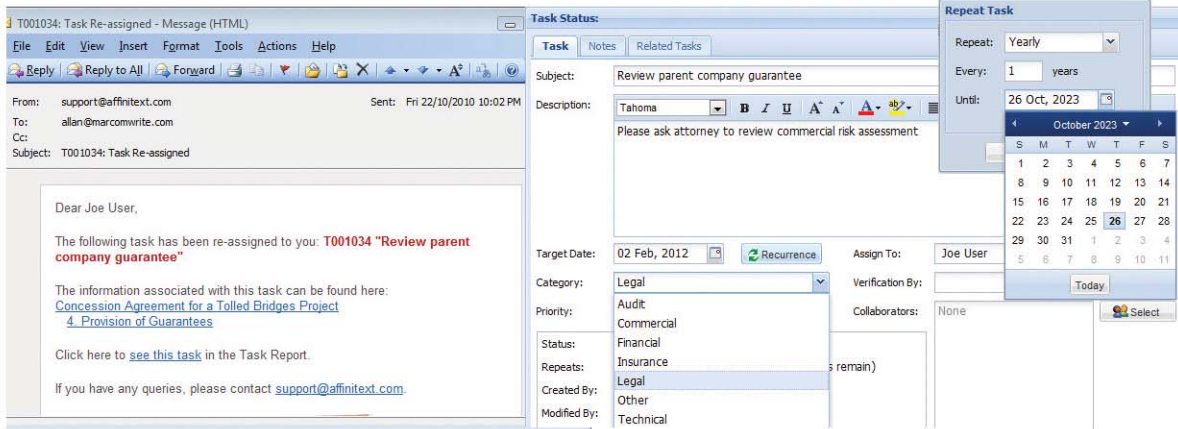 T001034: Task Re-assigned - Message (HTML)
File Edit View Insert Format Tools Actions Help
Reply Reply to All Forward
From: support@affinitext.com Sent: Fri 22/10/2010 10:02 PM
To: allan@marcomwrite.com
Cc:
Subject: T001034: Task Re-assigned
Dear Joe User,
The following task has been re-assigned to you: T001034 "Review parent
company guarantee"
The information associated with this task can be found here:
Concession Agreement for a Tolled Bridges Project
4. Provision of Guarantees
Click here to see this task in the Task Report.
If you have any queries, please contact support@affinitext.com.
Task Status:
Task Notes Related Tasks
Subject: Review parent company guarantee
Description: Tahoma B I U A A A ab
Please ask attorney to review commercial risk assessment
Target Date: 02 Feb, 2012 Recurrence Assign To: Joe User
Category: Legal Verification By:
Priority: Collaborators: None Select
Audit
Commercial
Financial
Insurance
Legal
Other
Technical
Status:
Repeats: s remain)
Created By:
Modified By:
Repeat Task
Repeat: Yearly
Every: 1 years
Until: 26 Oct, 2023
October 2023
S M T W T F S
1 2 3 4 5 6 7
8 9 10 11 12 13 14
15 16 17 18 19 20 21
22 23 24 25 26 27 28
29 30 31 1 2 3 4
5 6 7 8 9 10 11
Today